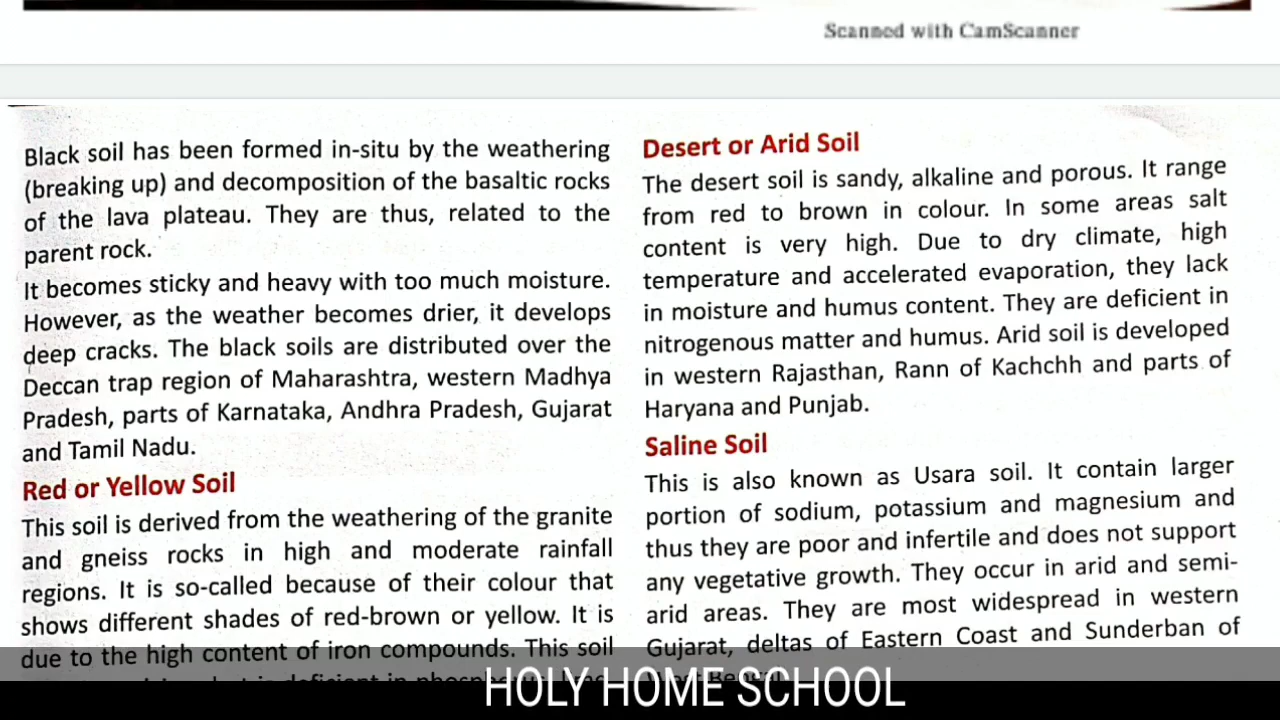 Scanned with CamScanner
Black soil has been formed in-situ by the weathering
(breaking up) and decomposition of the basaltic rocks
of the lava plateau. They are thus, related to the
parent rock.
It becomes sticky and heavy with too much moisture.
However, as the weather becomes drier, it develops
deep cracks. The black soils are distributed over the
Deccan trap region of Maharashtra, western Madhya
Pradesh, parts of Karnataka, Andhra Pradesh, Gujarat
and Tamil Nadu.
Red or Yellow Soil
This soil is derived from the weathering of the granite
and gneiss rocks in high and moderate rainfall
regions. It is so-called because of their colour that
shows different shades of red-brown or yellow. It is
due to the high content of iron compounds. This soil
Desert or Arid Soil
The desert soil is sandy, alkaline and porous. It range
from red to brown in colour. In some areas salt
content is very high. Due to dry climate, high
temperature and accelerated evaporation, they lack
in moisture and humus content. They are deficient in
nitrogenous matter and humus. Arid soil is developed
in western Rajasthan, Rann of Kachchh and parts of
Haryana and Punjab.
Saline Soil
This is also known as Usara soil. It contain larger
portion of sodium, potassium and magnesium and
thus they are poor and infertile and does not support
any vegetative growth. They occur in arid and semi-
arid areas. They are most widespread in western
Gujarat, deltas of Eastern Coast and Sunderban of
HOLY HOME SCHOOL